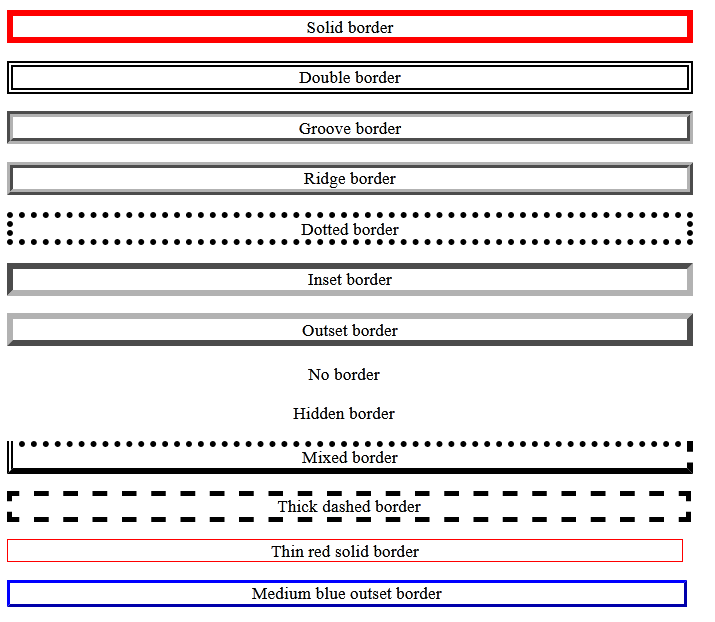 Solid border
Double border
Groove border
Ridge border
Dotted border
Inset border
Outset border
No border
Hidden border
Mixed border
Thick dashed border
Thin red solid border
Medium blue outset border